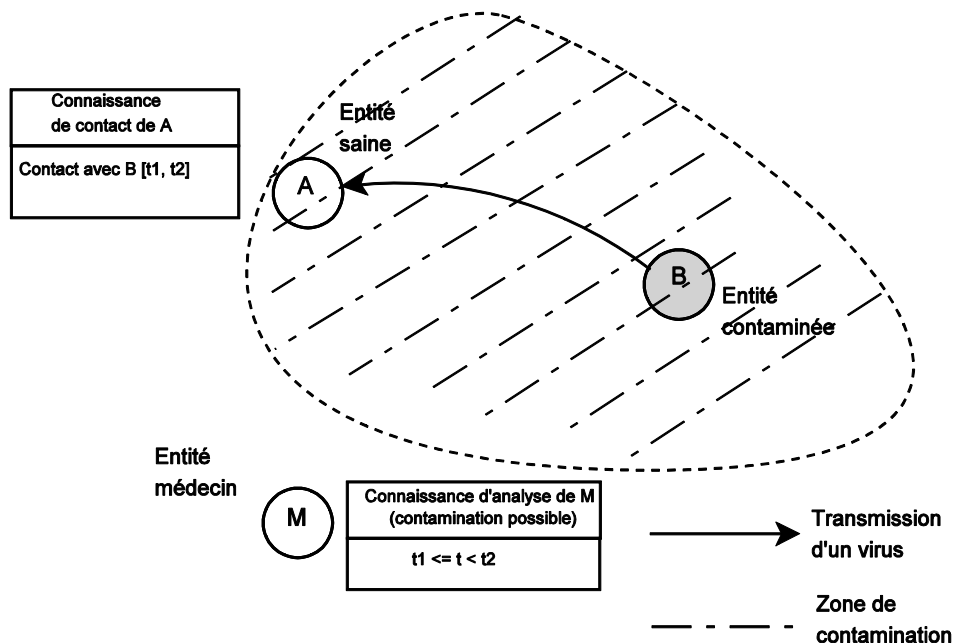 Connaissance
de contact de A
Contact avec B [t1, t2]
Entité
saine
A
B
Entité
contaminée
Entité
médecin
M
Connaissance d'analyse de M
(contamination possible)
t1 <= t < t2
Transmission
d'un virus
Zone de
contamination